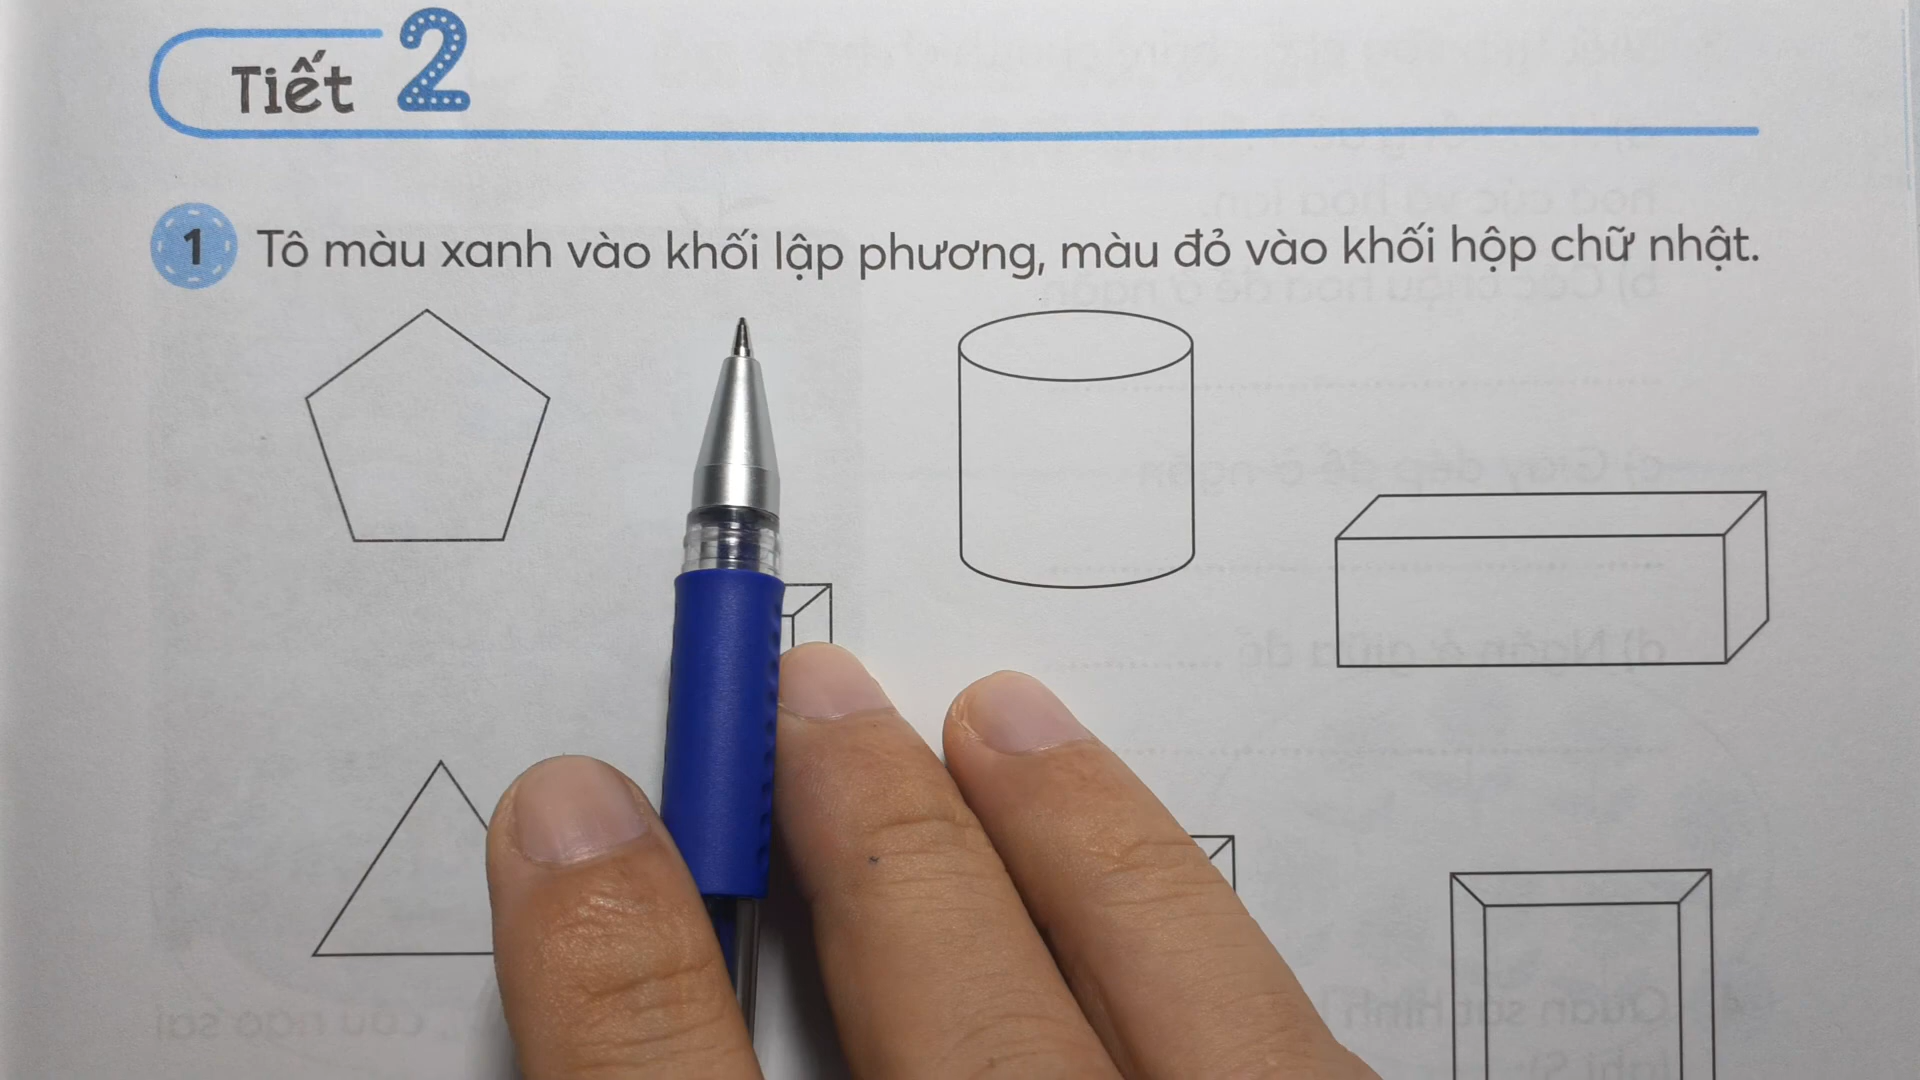 Tiết 2
1 Tô màu xanh vào khối lập phương, màu đỏ vào khối hộp chữ nhật.